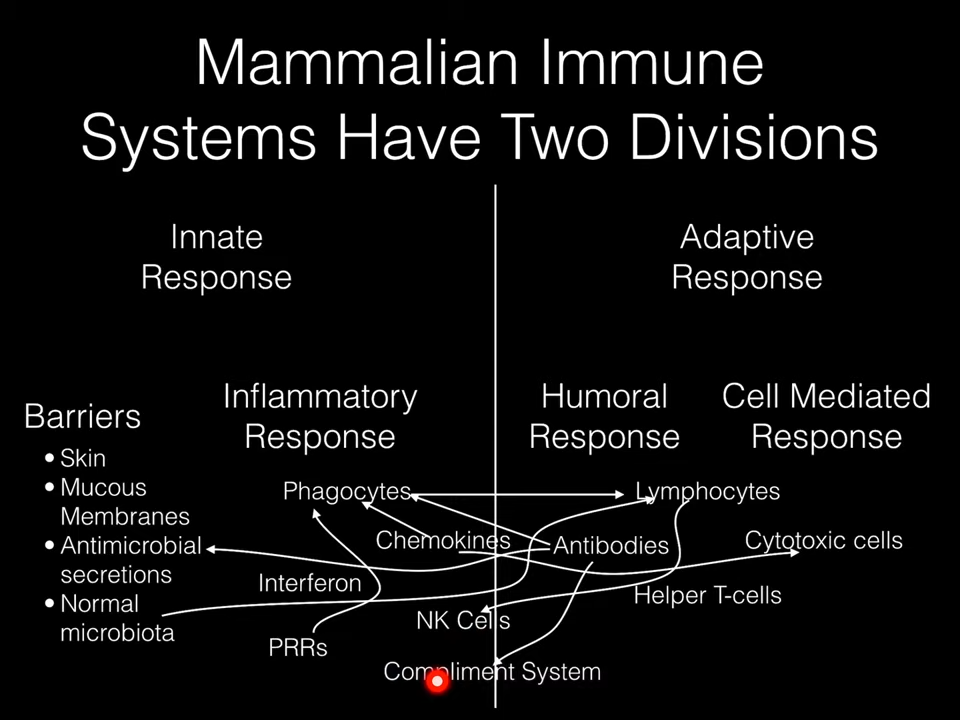 Mammalian Immune
Systems Have Two Divisions
Innate
Response
Adaptive
Response
Barriers
• Skin
• Mucous
Membranes
• Antimicrobial
secretions
• Normal
microbiota
Inflammatory
Response
Phagocytes
Chemokines
Interferon
PRRs
NK Cells
Compliment System
Humoral
Response
Cell Mediated
Response
Lymphocytes
Antibodies
Cytotoxic cells
Helper T-cells